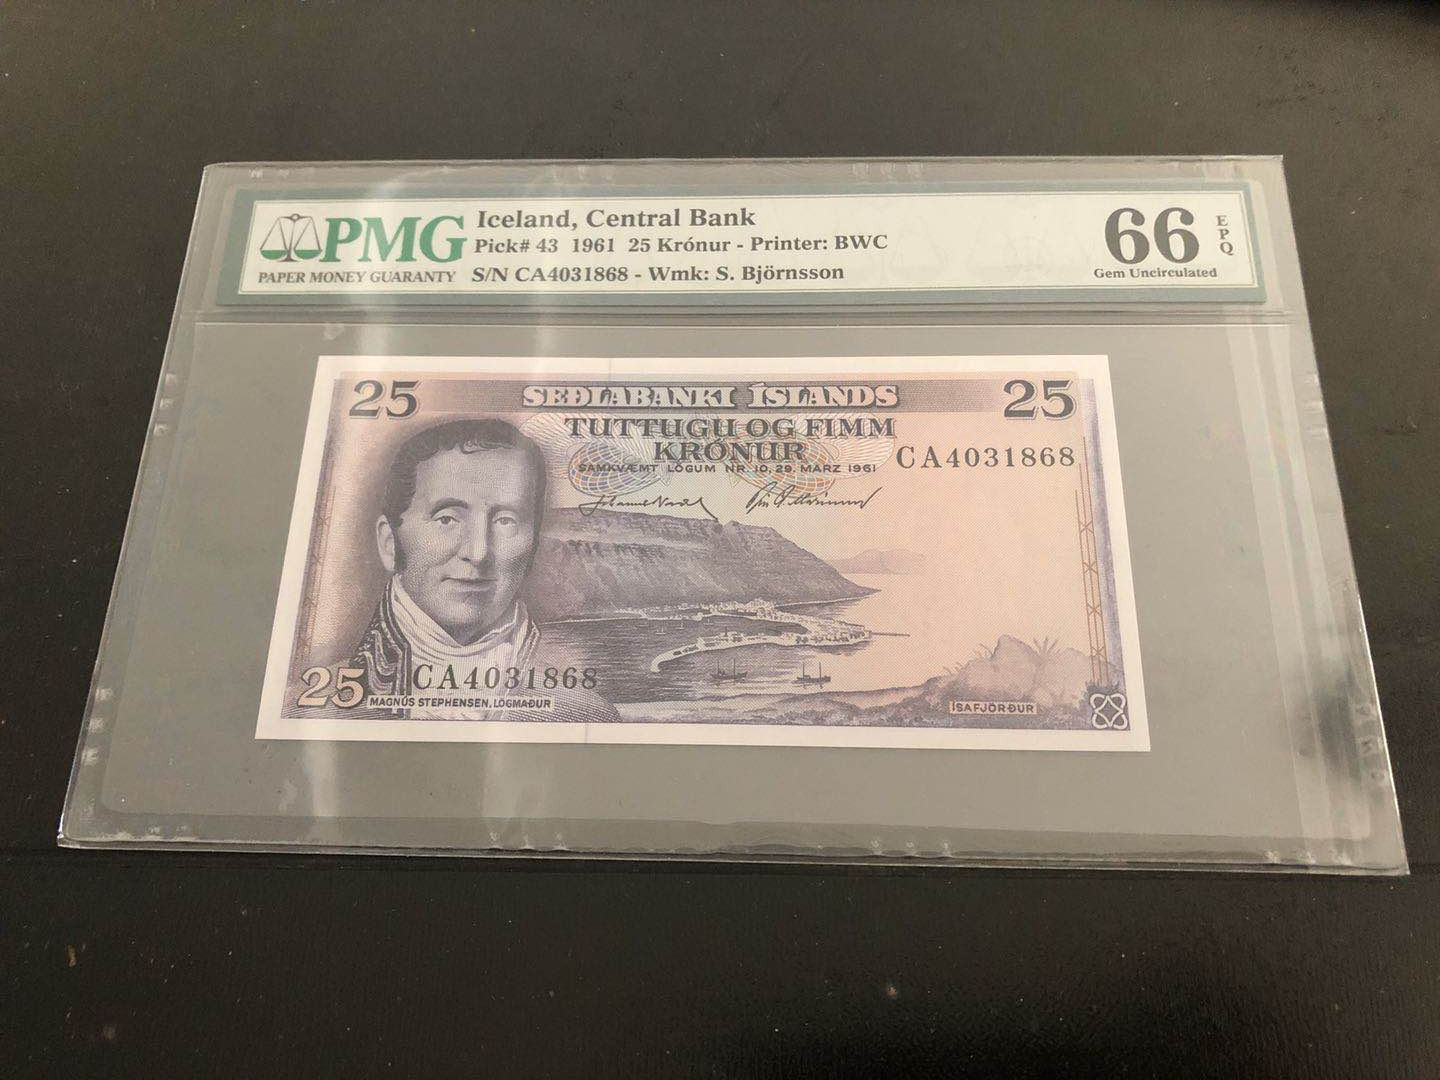 PMG
PAPER MONEY GUARANTY
Iceland, Central Bank
Pick# 43 1961 25 Krónur - Printer: BWC
S/N CA4031868 - Wmk: S. Björnsson
66
EPQ
Gem Uncirculated
25 SEÐLABANKI ÍSLANDS 25
TUTTUGU OG FIMM
KRÓNUR
SAMKVÆMT LÖGUM NR. 10, 29. MARZ 1961
CA4031868
25 CA4031868
MAGNÚS STEPHENSEN, LÖGMAÐUR
ÍSAFJÖRÐUR